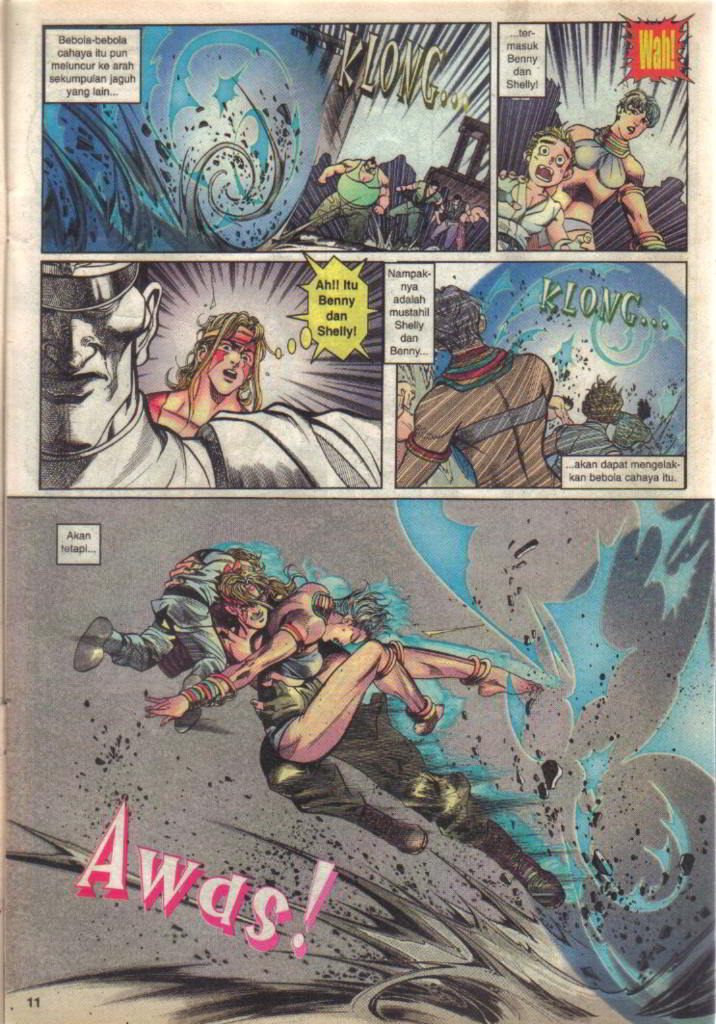 Bebola-bebola
cahaya itu pun
meluncur ke arah
sekumpulan jaguh
yang lain...
KLONG...
...ter-
masuk
Benny
dan
Shelly!
Wah!
Ah!! Itu
Benny
dan
Shelly!
Nampak-
nya
adalah
mustahil
Shelly
dan
Benny...
KLONG...
...akan dapat mengelak-
kan bebola cahaya itu.
Akan
tetapi...
Awas!
11